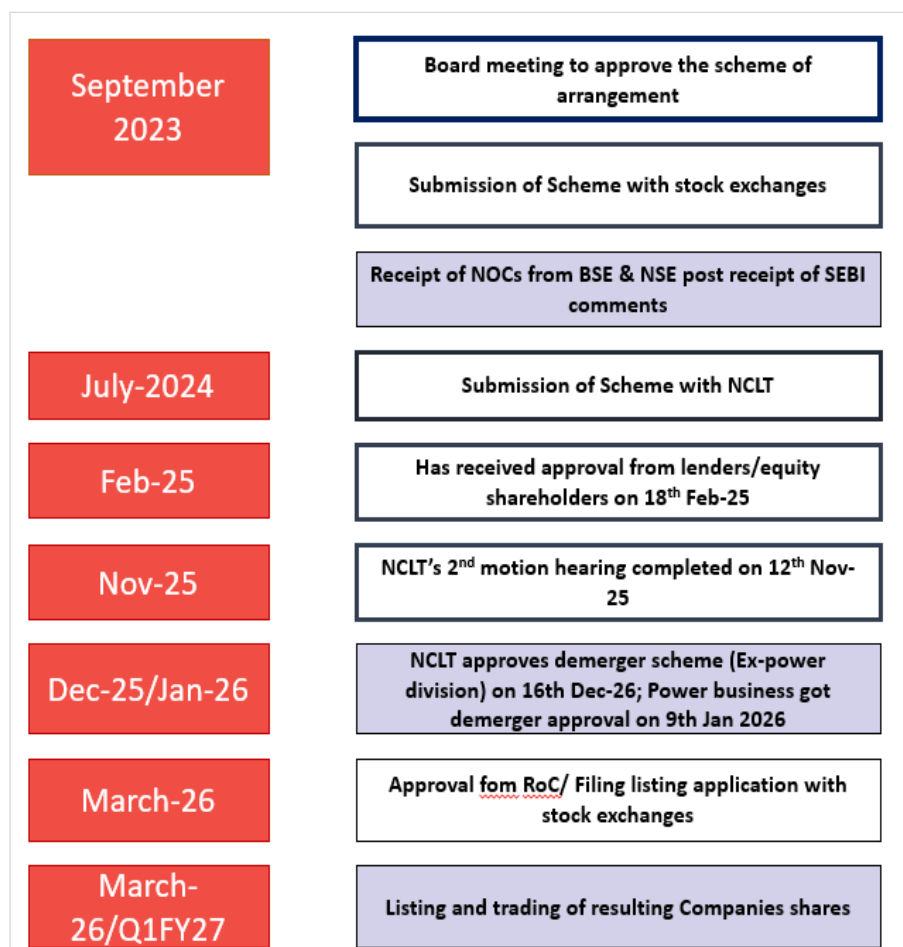 September
2023
Board meeting to approve the scheme of
arrangement
Submission of Scheme with stock exchanges
Receipt of NOCs from BSE & NSE post receipt of SEBI
comments
July-2024
Submission of Scheme with NCLT
Feb-25
Has received approval from lenders/equity
shareholders on 18th Feb-25
Nov-25
NCLT's 2nd motion hearing completed on 12th Nov-
25
Dec-25/Jan-26
NCLT approves demerger scheme (Ex-power
division) on 16th Dec-26; Power business got
demerger approval on 9th Jan 2026
March-26
Approval fom RoC/ Filing listing application with
stock exchanges
March-
26/Q1FY27
Listing and trading of resulting Companies shares